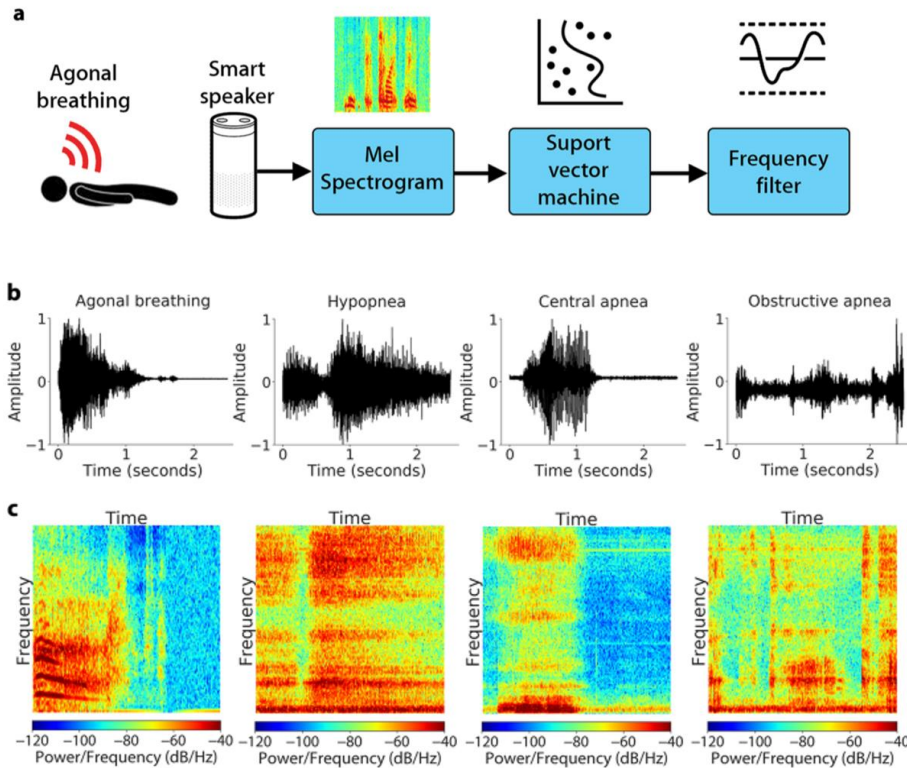 a
Agonal
breathing
Smart
speaker
Mel
Spectrogram
Suport
vector
machine
Frequency
filter
b
Agonal breathing
Hypopnea
Central apnea
Obstructive apnea
1
0
−1
Amplitude
0 1 2
Time (seconds)
1
0
−1
Amplitude
0 1 2
Time (seconds)
1
0
−1
Amplitude
0 1 2
Time (seconds)
1
0
−1
Amplitude
0 1 2
Time (seconds)
c
Time
Frequency
−120 −100 −80 −60 −40
Power/Frequency (dB/Hz)
Time
Frequency
−120 −100 −80 −60 −40
Power/Frequency (dB/Hz)
Time
Frequency
−120 −100 −80 −60 −40
Power/Frequency (dB/Hz)
Time
Frequency
−120 −100 −80 −60 −40
Power/Frequency (dB/Hz)